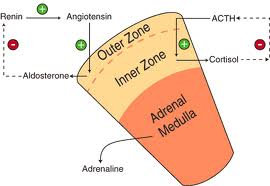 Renin
+
Angiotensin
ACTH
-
+
Outer Zone
+
-
Aldosterone
Inner Zone
Cortisol
Adrenal
Medulla
Adrenaline